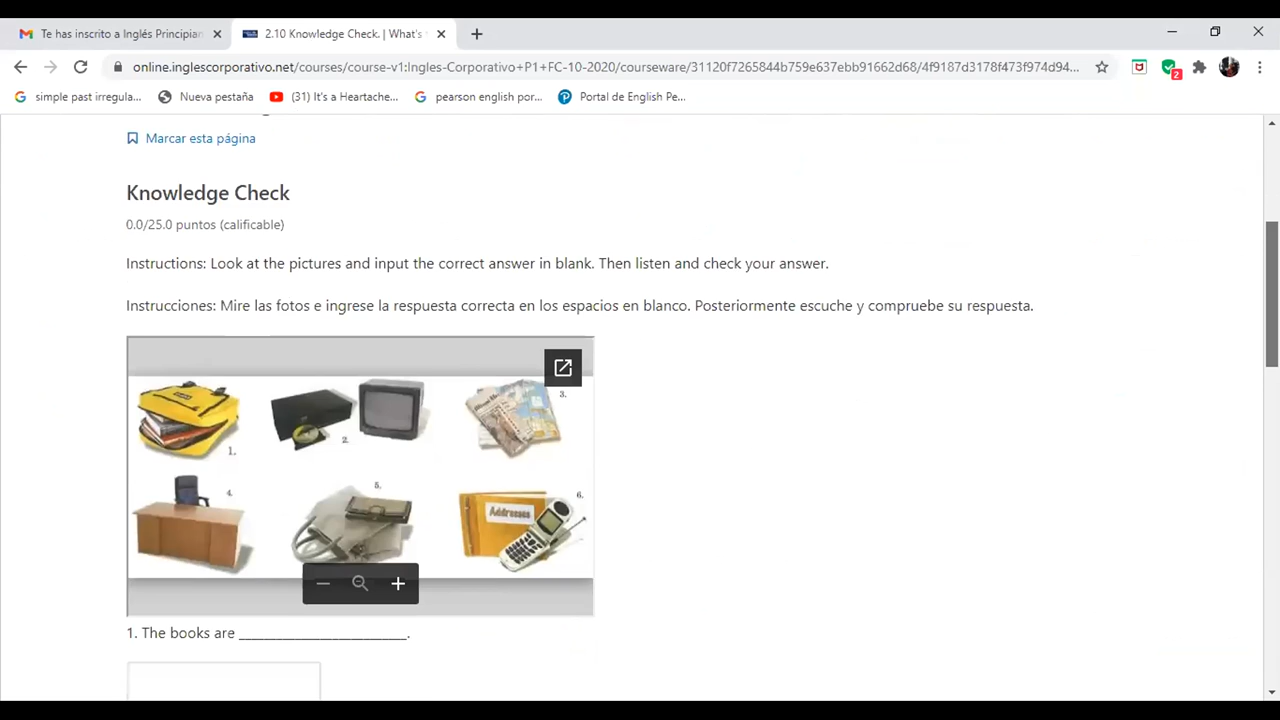 Te has inscrito a Inglés Principian
2.10 Knowledge Check. | What's
online.inglescorporativo.net/courses/course-v1:Ingles-Corporativo+P1+FC-10-2020/courseware/31120f7265844b759e637ebb91662d68/4f9187d3178f473f974d94...
2
simple past irregula...
Nueva pestaña
(31) It's a Heartache...
pearson english por...
Portal de English Pe...
Marcar esta página
Knowledge Check
0.0/25.0 puntos (calificable)
Instructions: Look at the pictures and input the correct answer in blank. Then listen and check your answer.
Instrucciones: Mire las fotos e ingrese la respuesta correcta en los espacios en blanco. Posteriormente escuche y compruebe su respuesta.
1.
2.
3.
4.
5.
6.
Addresses
1. The books are _________________________.